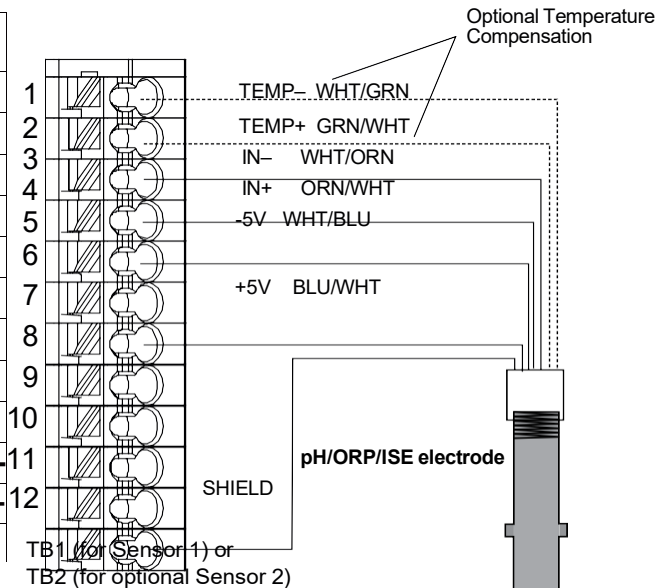 Optional Temperature
Compensation
1
TEMP– WHT/GRN
2
TEMP+ GRN/WHT
3
IN– WHT/ORN
4
IN+ ORN/WHT
5
-5V WHT/BLU
6
7
+5V BLU/WHT
8
9
10
11
12
SHIELD
pH/ORP/ISE electrode
TB1 (for Sensor 1) or
TB2 (for optional Sensor 2)